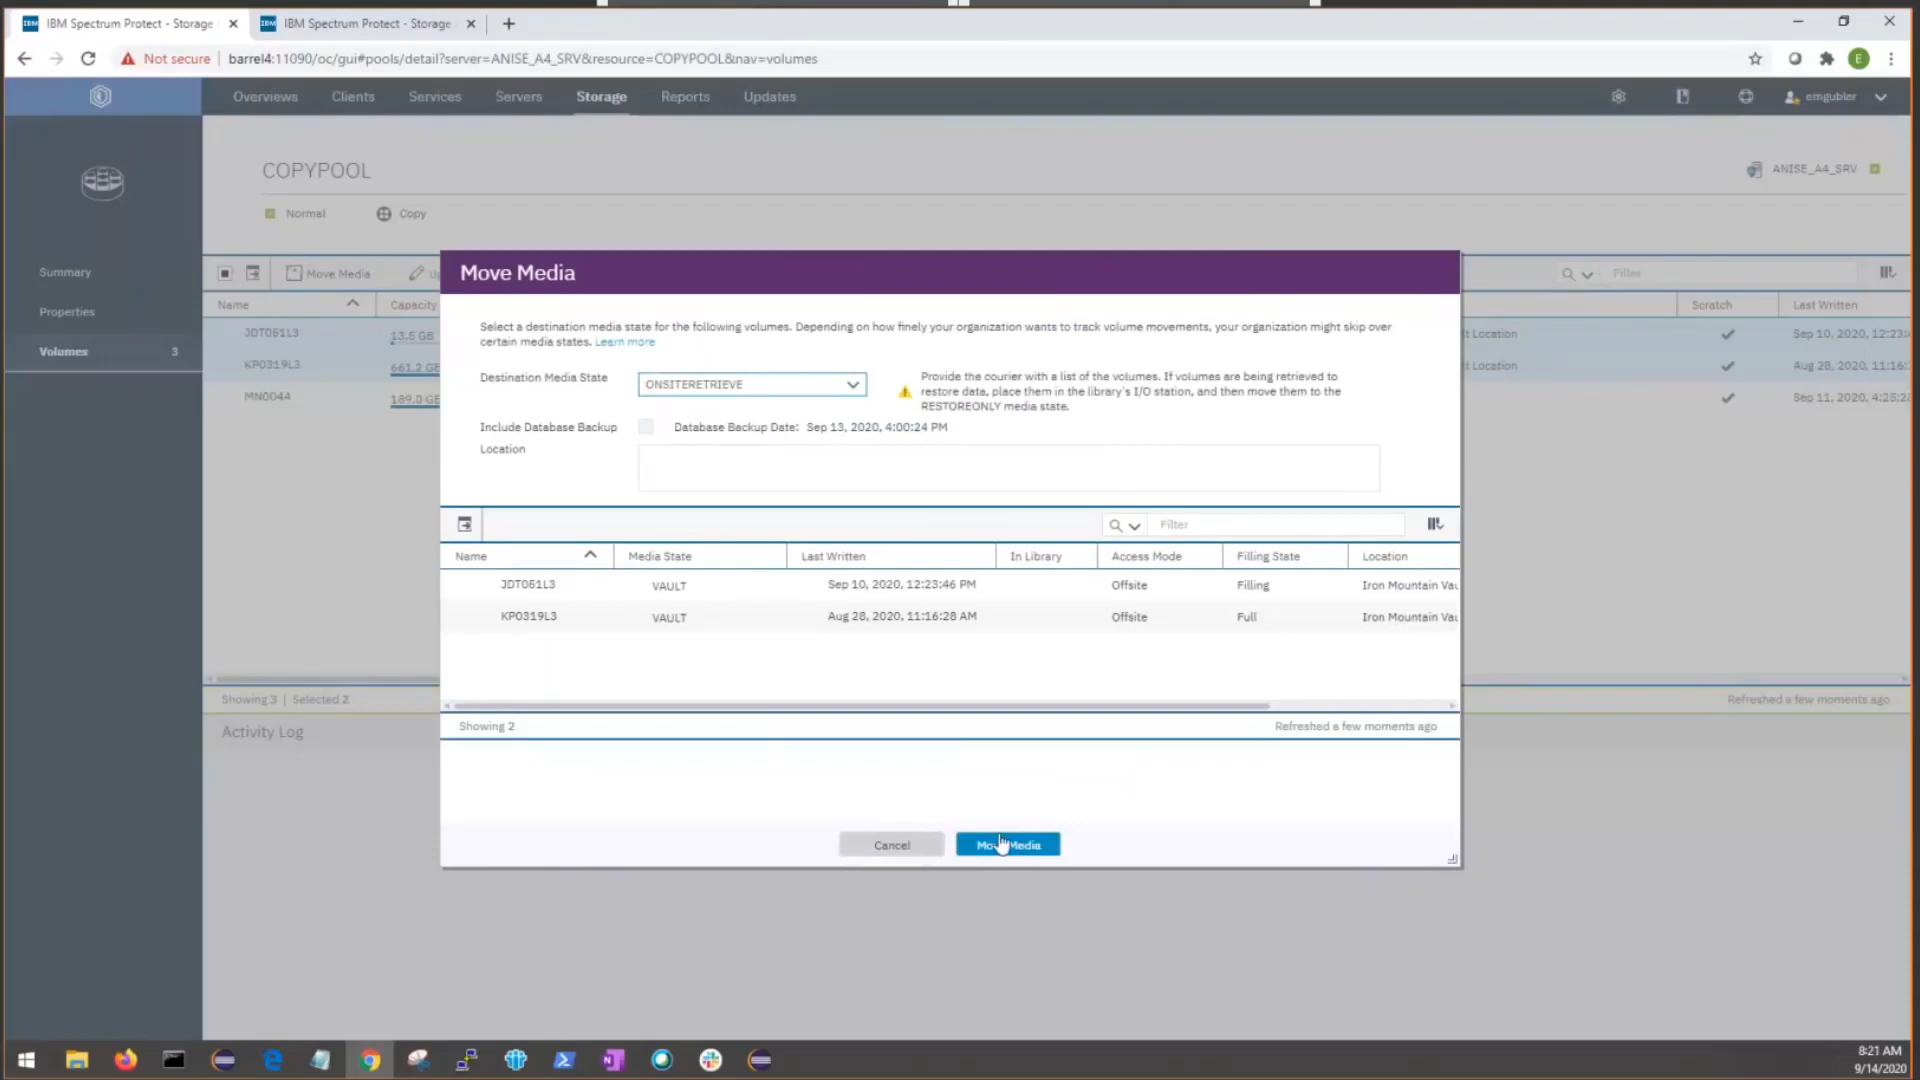 IBM Spectrum Protect - Storage
IBM Spectrum Protect - Storage
Not secure
barrel4:11090/oc/gui#pools/detail?server=ANISE_A4_SRV&resource=COPYPOOL&nav=volumes
E
Overviews Clients Services Servers Storage Reports Updates
emgubler
COPYPOOL
ANISE_A4_SRV
Normal Copy
Summary
Properties
Volumes 3
Move Media
Filter
Name Capacity
Scratch Last Written
JDT051L3 13.5 GB
t Location Sep 10, 2020, 12:23:
KP0319L3 661.2 GB
t Location Aug 28, 2020, 11:16:
MN0044 189.0 GB
Sep 11, 2020, 4:25:2
Showing 3 | Selected 2
Refreshed a few moments ago
Activity Log
Move Media
Select a destination media state for the following volumes. Depending on how finely your organization wants to track volume movements, your organization might skip over
certain media states. Learn more
Destination Media State ONSITERETRIEVE
Provide the courier with a list of the volumes. If volumes are being retrieved to
restore data, place them in the library's I/O station, and then move them to the
RESTOREONLY media state.
Include Database Backup Database Backup Date: Sep 13, 2020, 4:00:24 PM
Location
Filter
Name Media State Last Written In Library Access Mode Filling State Location
JDT051L3 VAULT Sep 10, 2020, 12:23:46 PM Offsite Filling Iron Mountain Vau
KP0319L3 VAULT Aug 28, 2020, 11:16:28 AM Offsite Full Iron Mountain Vau
Showing 2 Refreshed a few moments ago
Cancel Move Media
8:21 AM
9/14/2020